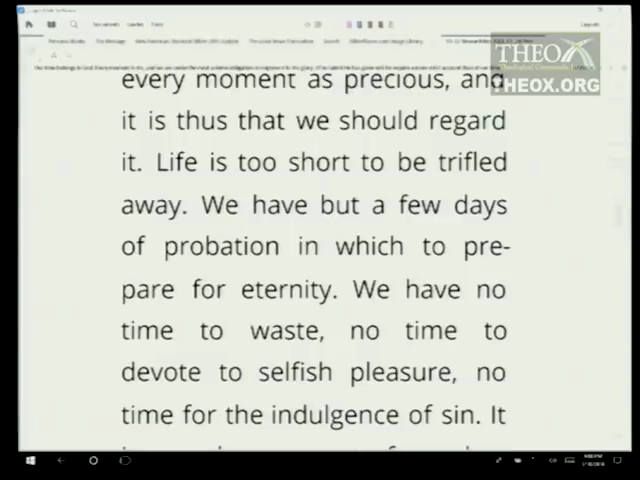 THEOX
THEOX.ORG
every moment as precious, and
it is thus that we should regard
it. Life is too short to be trifled
away. We have but a few days
of probation in which to pre-
pare for eternity. We have no
time to waste, no time to
devote to selfish pleasure, no
time for the indulgence of sin. It